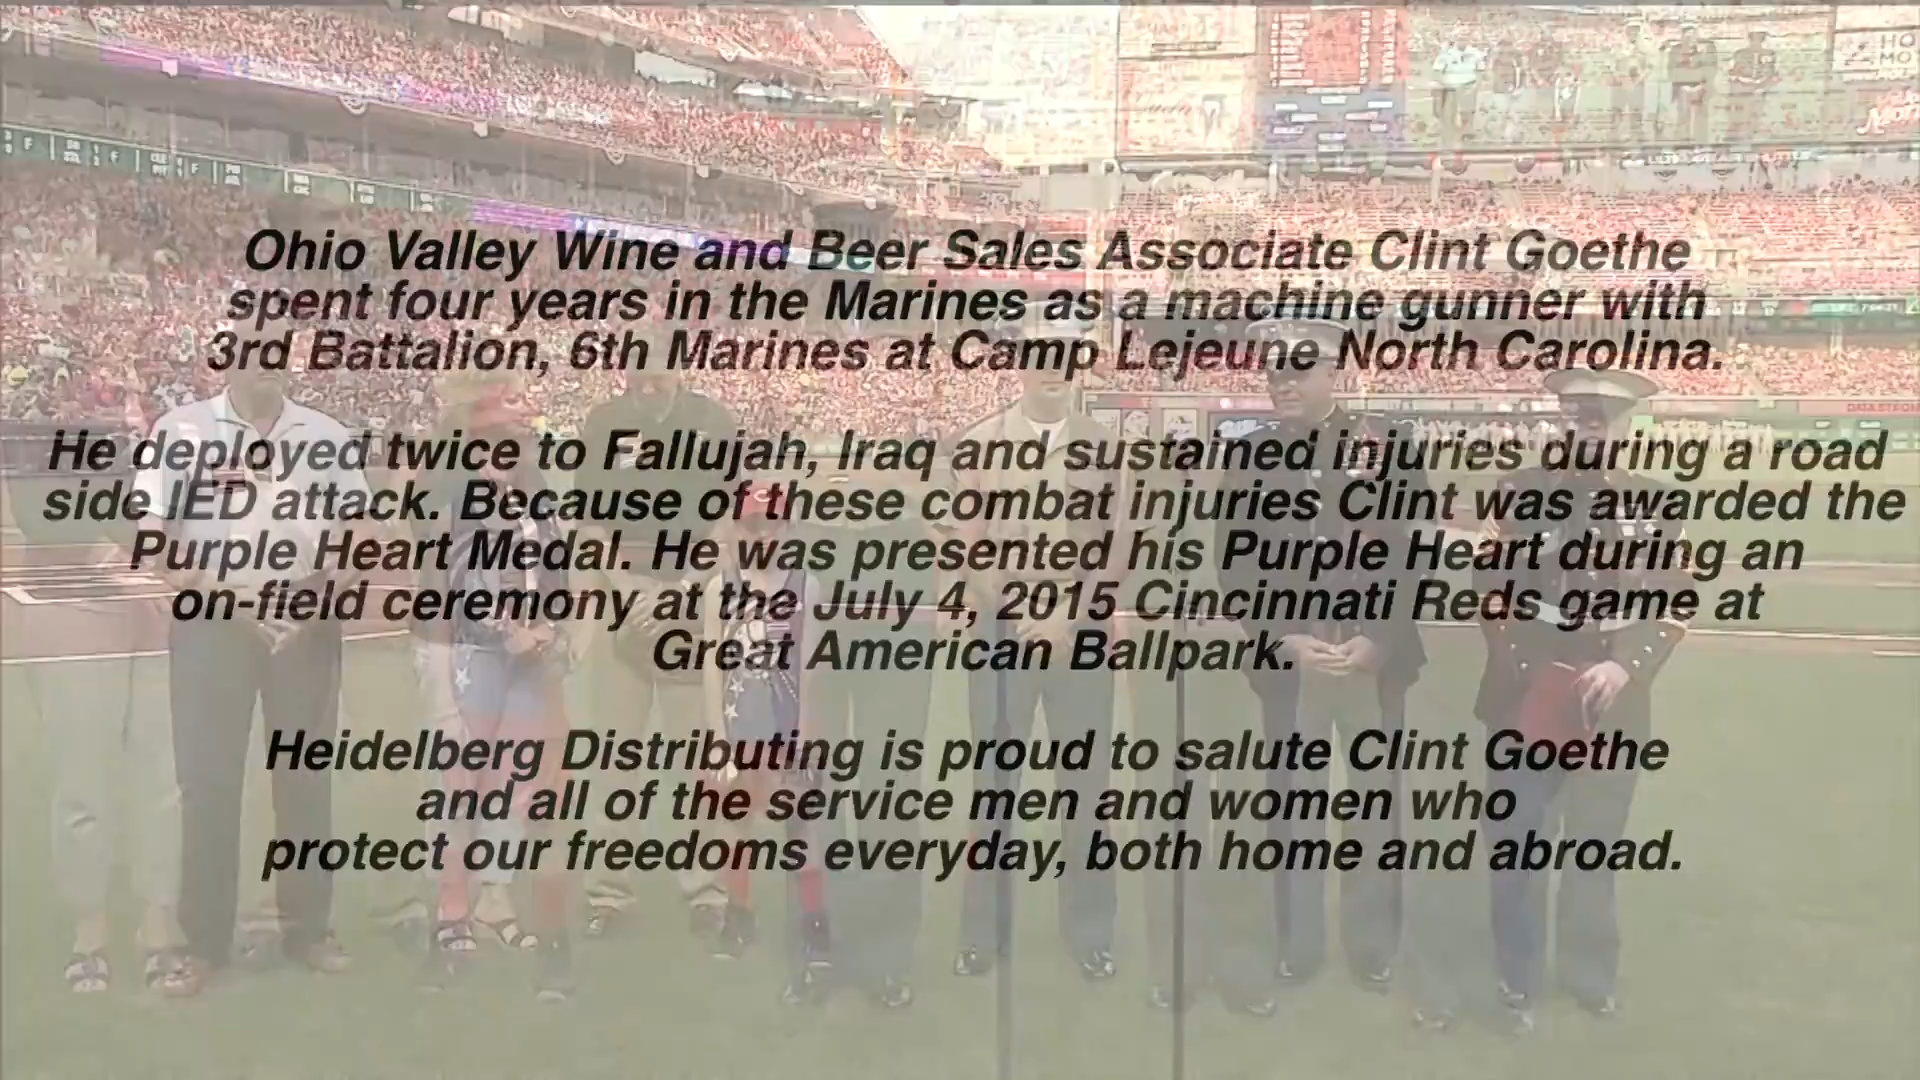 Ohio Valley Wine and Beer Sales Associate Clint Goethe
spent four years in the Marines as a machine gunner with
3rd Battalion, 6th Marines at Camp Lejeune North Carolina.
He deployed twice to Fallujah, Iraq and sustained injuries during a road
side IED attack. Because of these combat injuries Clint was awarded the
Purple Heart Medal. He was presented his Purple Heart during an
on-field ceremony at the July 4, 2015 Cincinnati Reds game at
Great American Ballpark.
Heidelberg Distributing is proud to salute Clint Goethe
and all of the service men and women who
protect our freedoms everyday, both home and abroad.